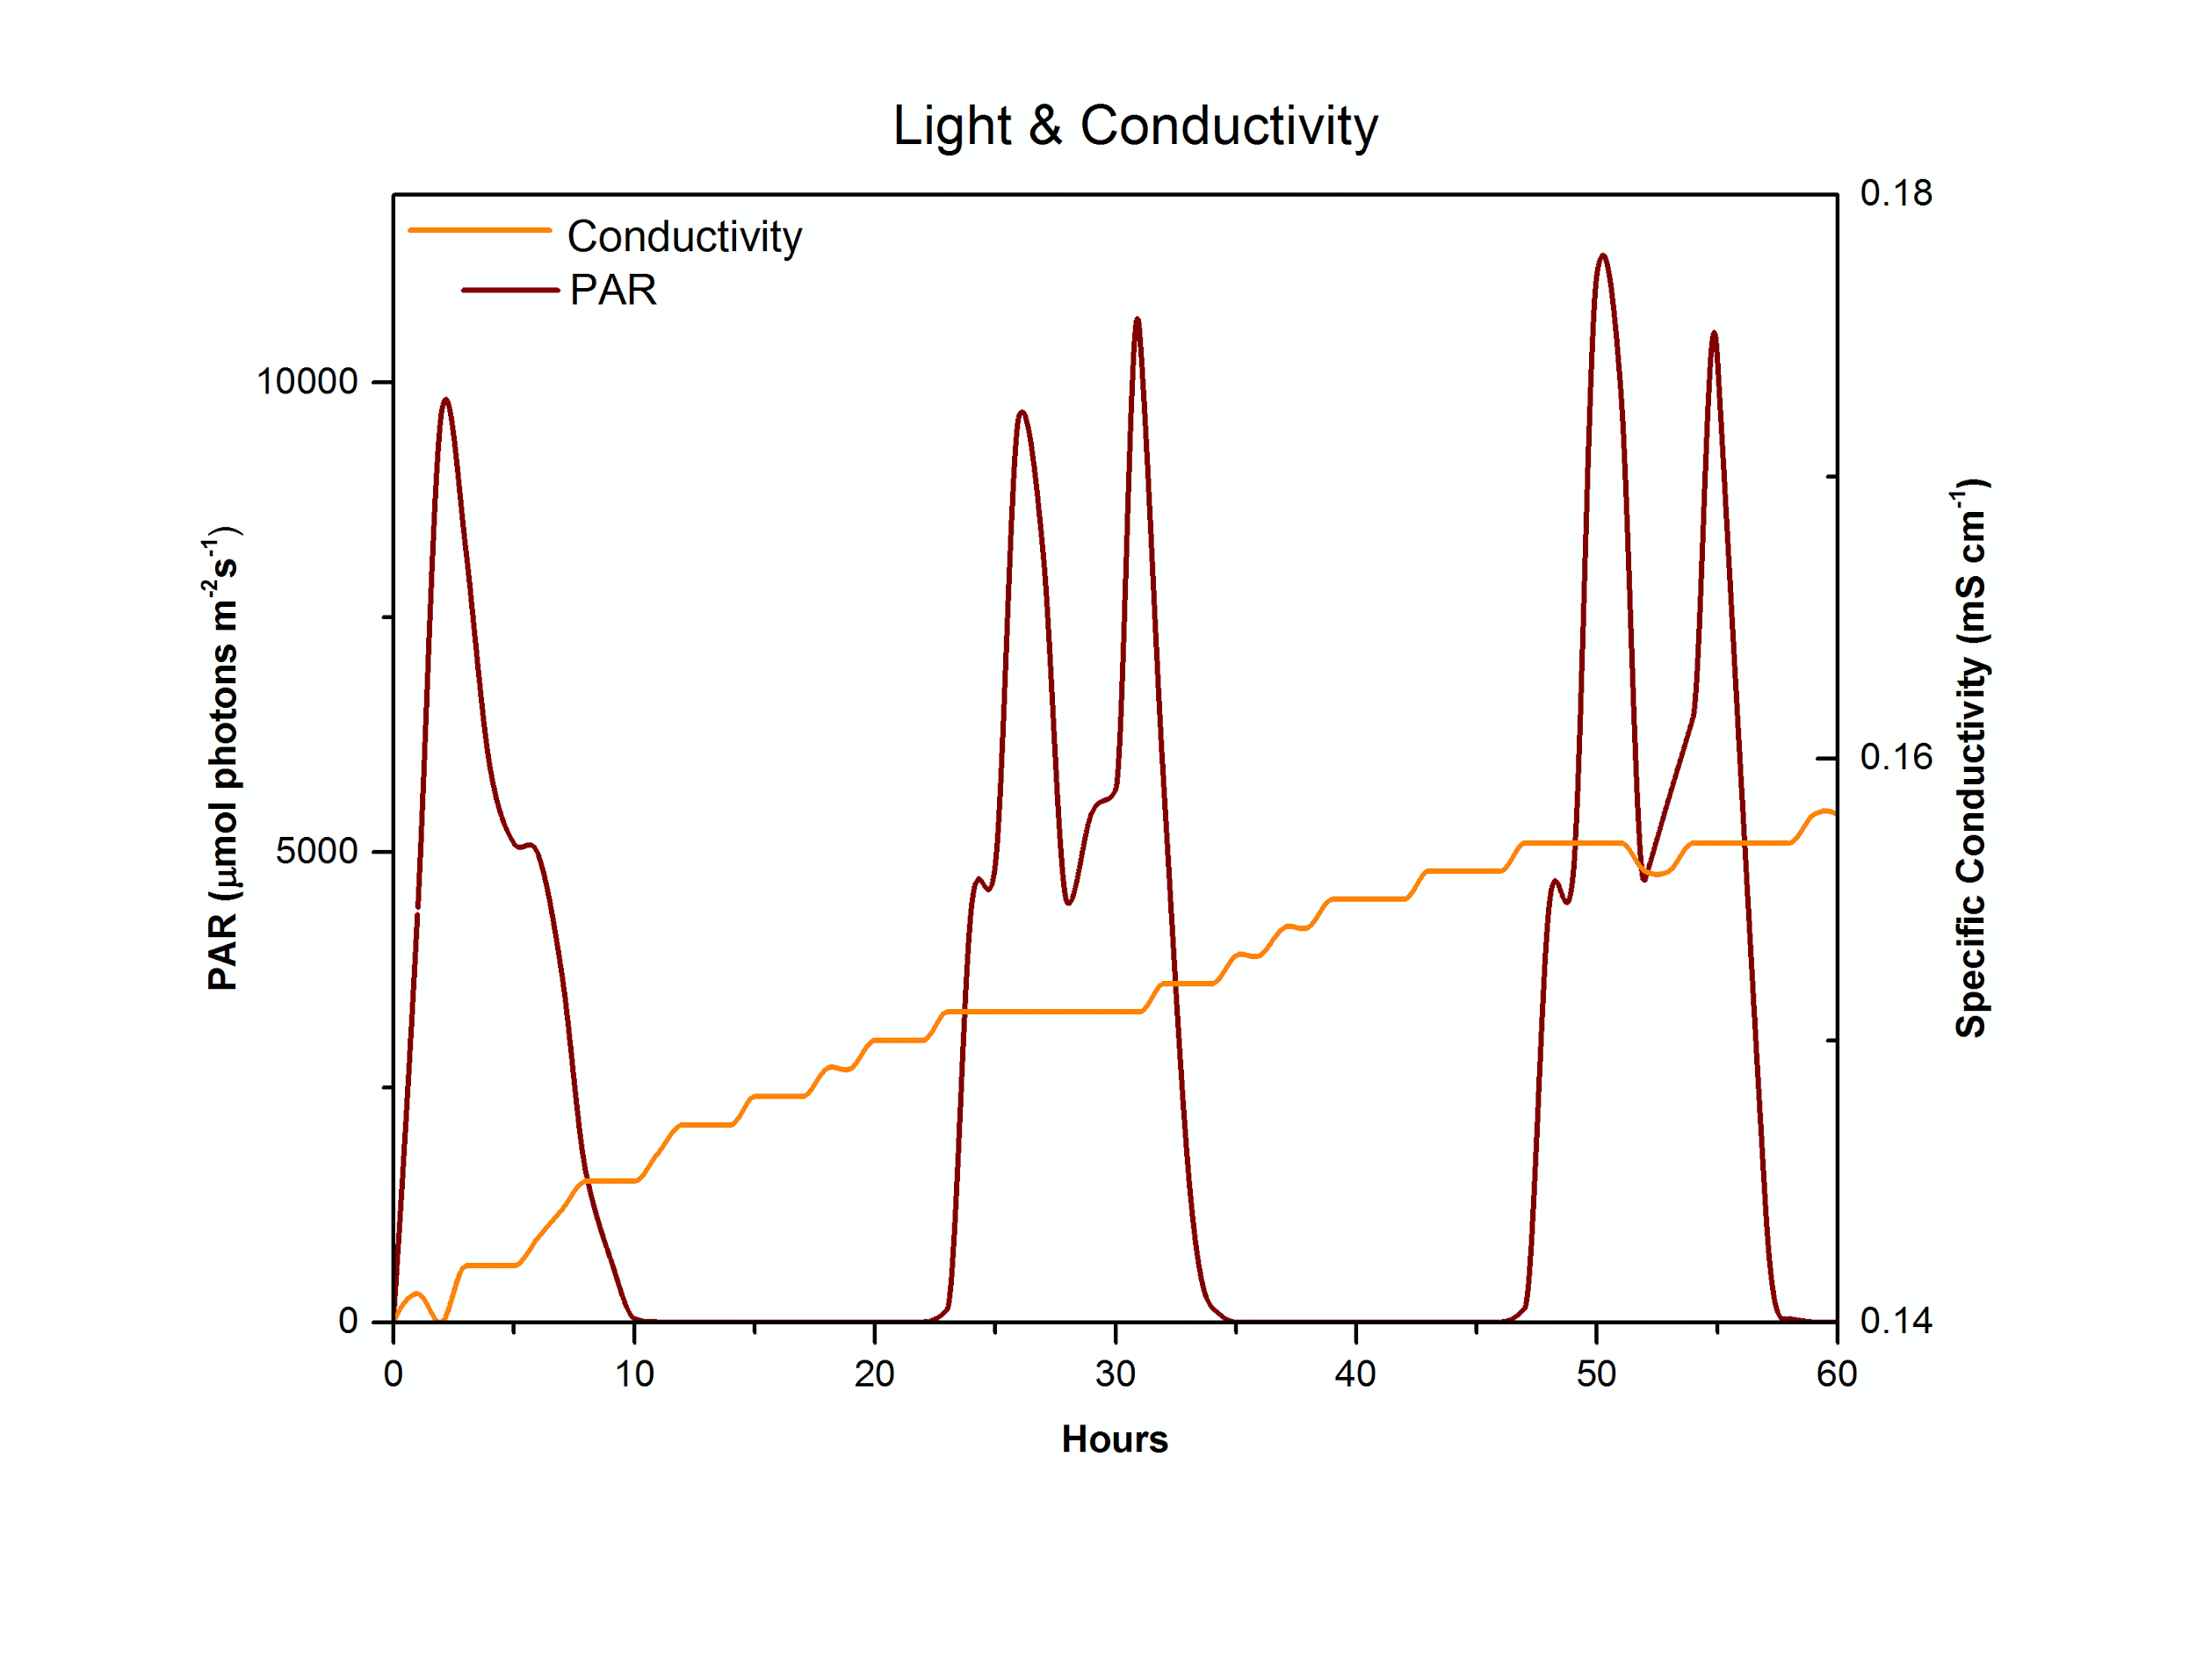 Light & Conductivity
Conductivity
PAR
PAR (μmol photons m-2s-1)
10000
5000
0
0.18
0.16
0.14
Specific Conductivity (mS cm-1)
0 10 20 30 40 50 60
Hours